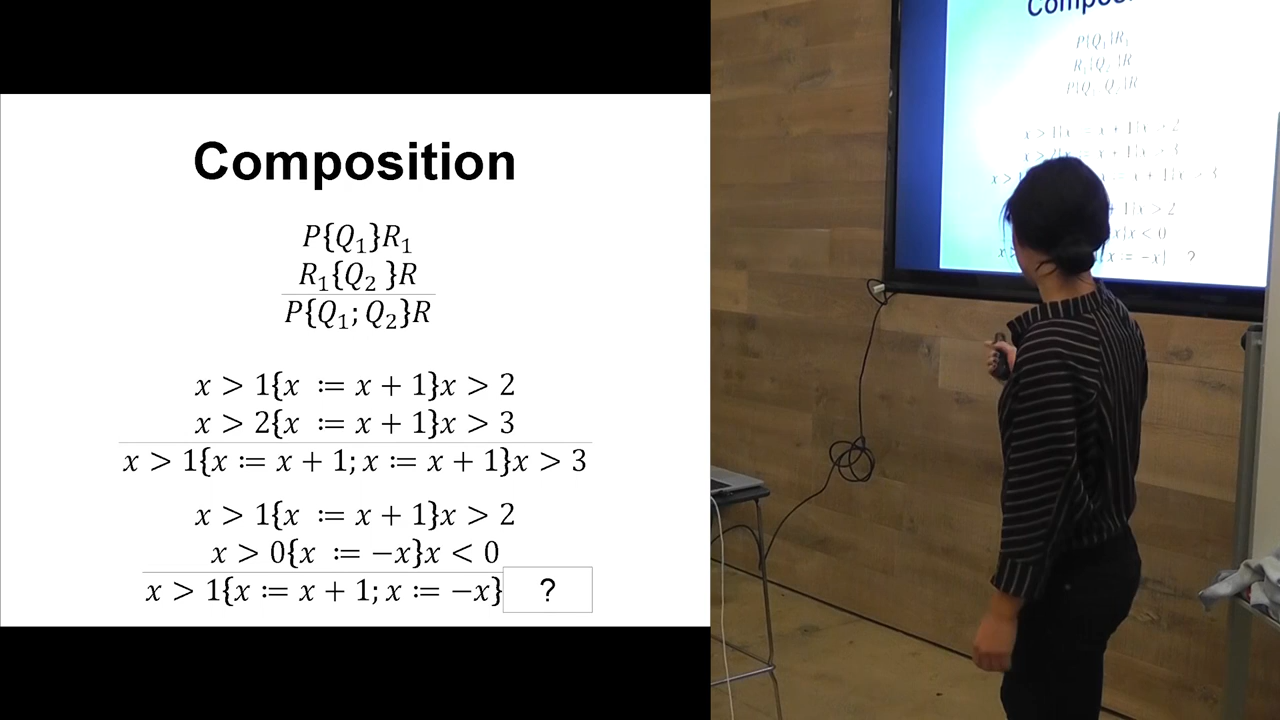 Composition
P{Q₁}R₁
R₁{Q₂ }R
P{Q₁; Q₂}R
x > 1{x := x + 1}x > 2
x > 2{x := x + 1}x > 3
x > 1{x := x + 1; x := x + 1}x > 3
x > 1{x := x + 1}x > 2
x > 0{x := −x}x < 0
x > 1{x := x + 1; x := −x} ?